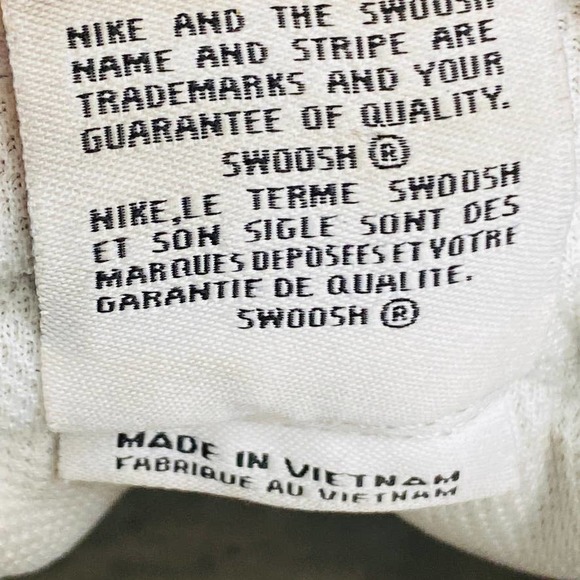 NIKE AND THE SWOOSH
NAME AND STRIPE ARE
TRADEMARKS AND YOUR
GUARANTEE OF QUALITY.
SWOOSH ®
NIKE,LE TERME SWOOSH
ET SON SIGLE SONT DES
MARQUES DEPOSEES ET VOTRE
GARANTIE DE QUALITE.
SWOOSH ®
MADE IN VIETNAM
FABRIQUE AU VIETNAM